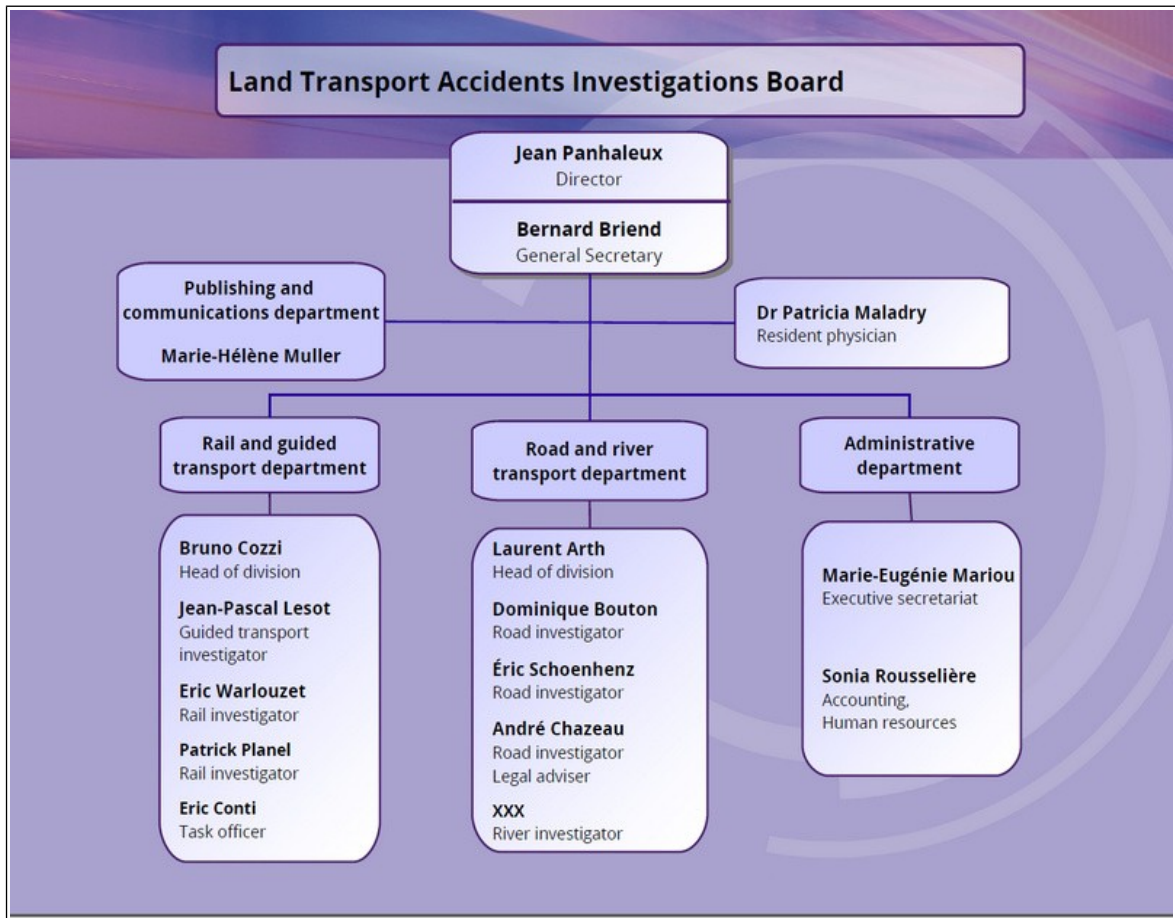 Land Transport Accidents Investigations Board
Jean Panhaleux
Director
Bernard Briend
General Secretary
Publishing and
communications department
Marie-Hélène Muller
Dr Patricia Maladry
Resident physician
Rail and guided
transport department
Bruno Cozzi
Head of division
Jean-Pascal Lesot
Guided transport
investigator
Eric Warlouzet
Rail investigator
Patrick Planel
Rail investigator
Eric Conti
Task officer
Road and river
transport department
Laurent Arth
Head of division
Dominique Bouton
Road investigator
Éric Schoenhenz
Road investigator
André Chazeau
Road investigator
Legal adviser
XXX
River investigator
Administrative
department
Marie-Eugénie Mariou
Executive secretariat
Sonia Rousselière
Accounting,
Human resources